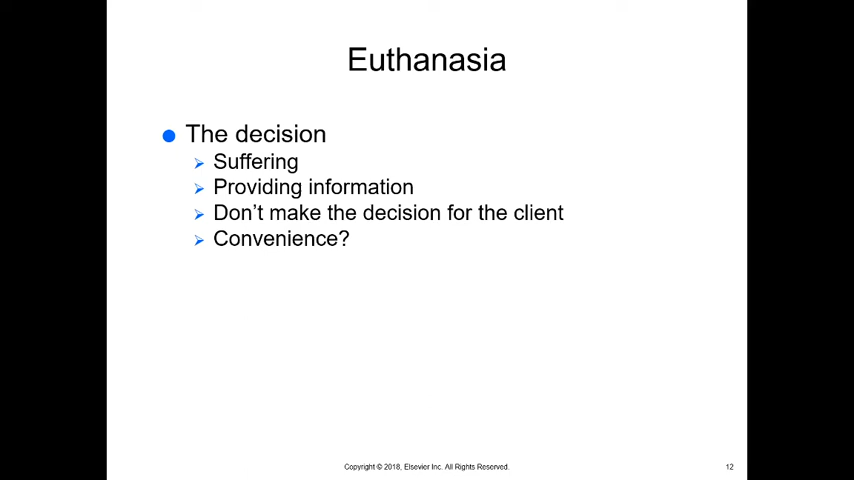 Euthanasia
The decision
Suffering
Providing information
Don’t make the decision for the client
Convenience?
Copyright © 2018, Elsevier Inc. All Rights Reserved.
12